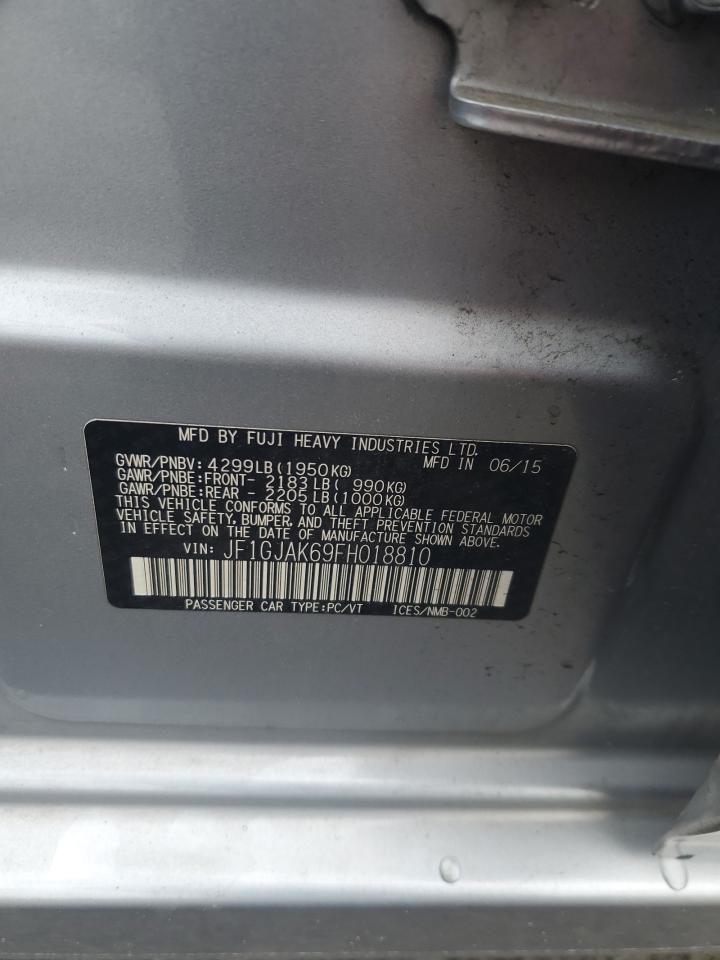 MFD BY FUJI HEAVY INDUSTRIES LTD.
GVWR/PNBV: 4299LB(1950KG) MFD IN 06/15
GAWR/PNBE:FRONT- 2183LB( 990KG)
GAWR/PNBE:REAR - 2205LB(1000KG)
THIS VEHICLE CONFORMS TO ALL APPLICABLE FEDERAL MOTOR
VEHICLE SAFETY, BUMPER, AND THEFT PREVENTION STANDARDS
IN EFFECT ON THE DATE OF MANUFACTURE SHOWN ABOVE.
VIN: JF1GJAK69FH018810
PASSENGER CAR TYPE:PC/VT ICES/NMB-002